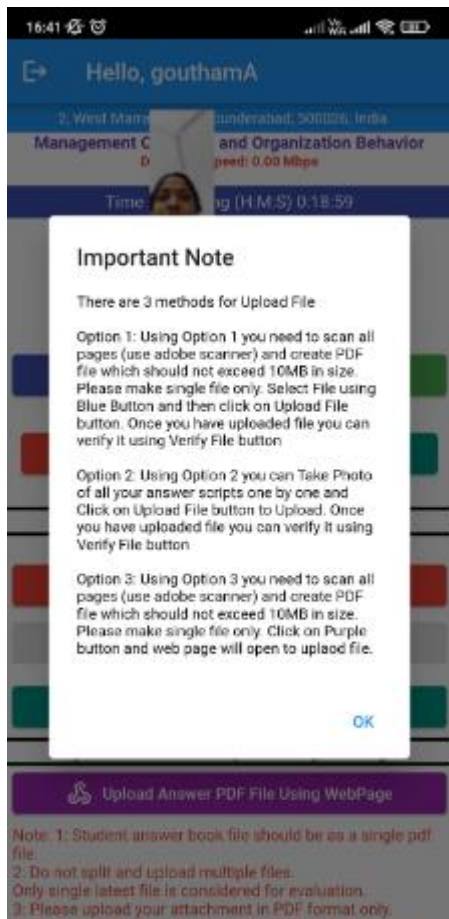 16:41
Hello, gouthamA
2, West Marre underabad, 500026, India
Management C and Organization Behavior
D peed: 0.00 Mbps
Time g (H:M:S) 0:18:59
Important Note
There are 3 methods for Upload File
Option 1: Using Option 1 you need to scan all
pages (use adobe scanner) and create PDF
file which should not exceed 10MB in size.
Please make single file only. Select File using
Blue Button and then click on Upload File
button. Once you have uploaded file you can
verify it using Verify File button
Option 2: Using Option 2 you can Take Photo
of all your answer scripts one by one and
Click on Upload File button to Upload. Once
you have uploaded file you can verify it using
Verify File button
Option 3: Using Option 3 you need to scan all
pages (use adobe scanner) and create PDF
file which should not exceed 10MB in size.
Please make single file only. Click on Purple
button and web page will open to uplaod file.
OK
Upload Answer PDF File Using WebPage
Note: 1: Student answer book file should be as a single pdf
file.
2: Do not split and upload multiple files.
Only single latest file is considered for evaluation.
3: Please upload your attachment in PDF format only.